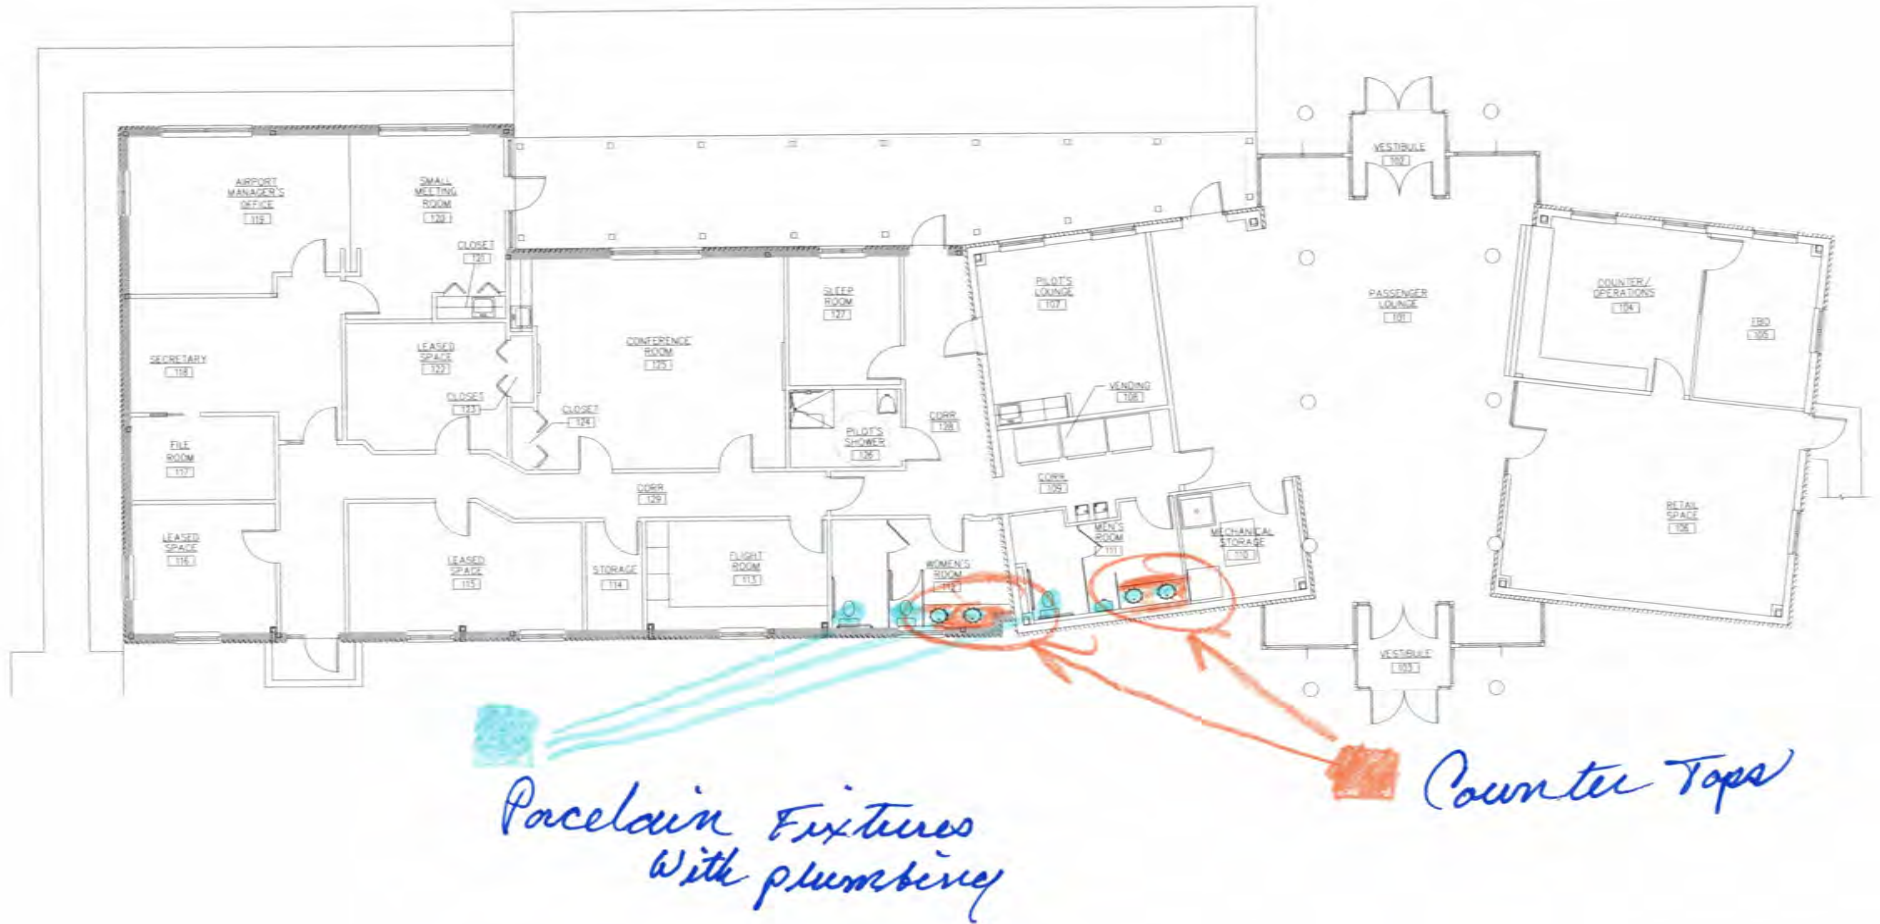 VESTIBULE
102
AIRPORT
MANAGER'S
OFFICE
119
SMALL
MEETING
ROOM
120
CLOSET
121
PILOT'S
LOUNGE
107
SLEEP
ROOM
127
PASSENGER
LOUNGE
101
COUNTER/
OPERATIONS
104
FBO
105
SECRETARY
118
LEASED
SPACE
122
CONFERENCE
ROOM
125
CLOSET
123
CLOSET
124
VENDING
108
PILOT'S
SHOWER
126
CORR
128
FILE
ROOM
117
CORR
129
CORR
109
RETAIL
SPACE
106
LEASED
SPACE
116
LEASED
SPACE
115
STORAGE
114
FLIGHT
ROOM
113
WOMEN'S
ROOM
112
MEN'S
ROOM
111
MECHANICAL
STORAGE
110
VESTIBULE
103
Porcelain Fixtures
With plumbing
Counter Tops